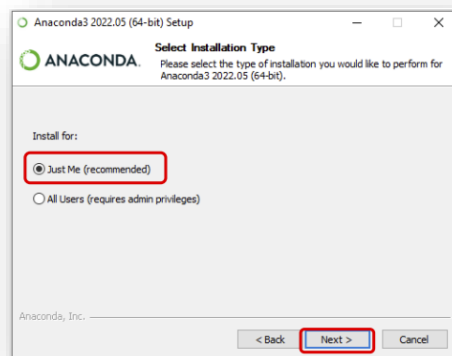 Anaconda3 2022.05 (64-bit) Setup
ANACONDA.
Select Installation Type
Please select the type of installation you would like to perform for
Anaconda3 2022.05 (64-bit).
Install for:
Just Me (recommended)
All Users (requires admin privileges)
Anaconda, Inc.
< Back Next > Cancel